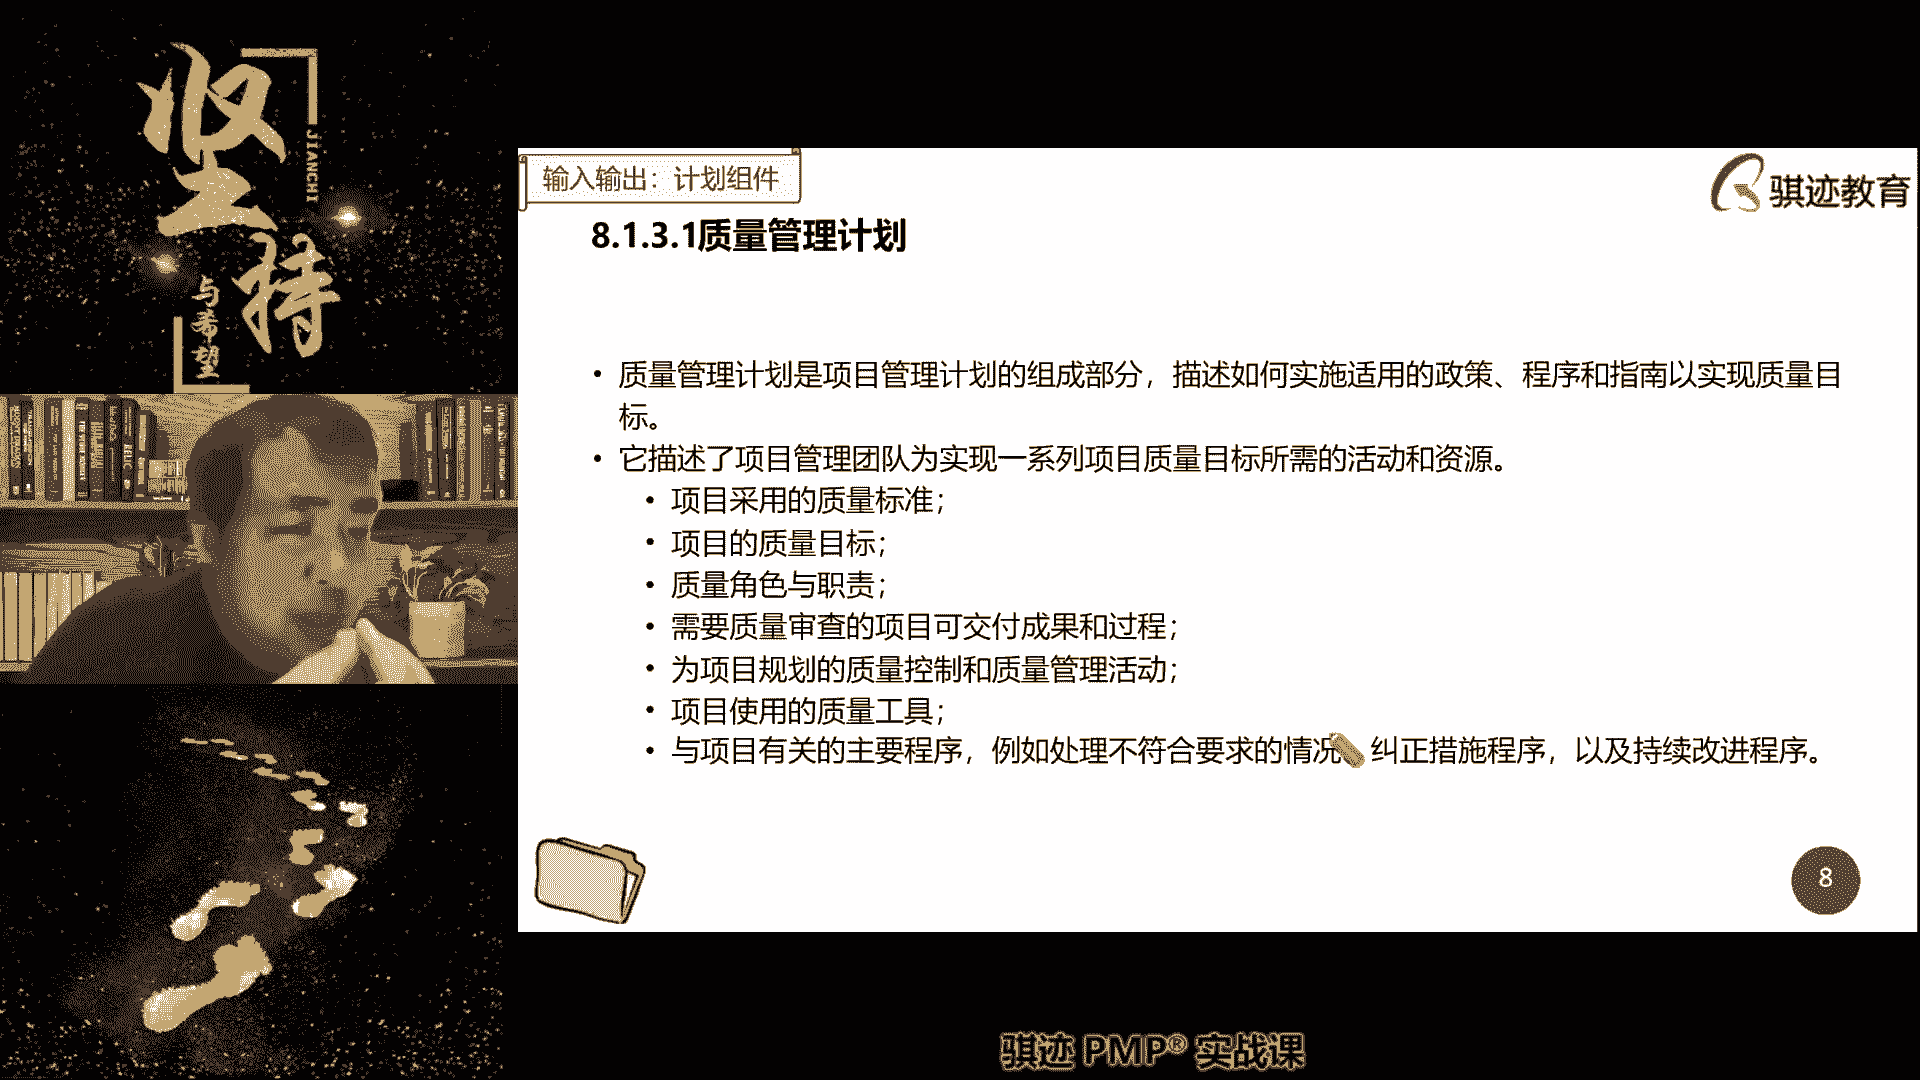 坚持
JIANCHI
与希望
输入输出：计划组件
骐迹教育
8.1.3.1质量管理计划
• 质量管理计划是项目管理计划的组成部分，描述如何实施适用的政策、程序和指南以实现质量目
标。
• 它描述了项目管理团队为实现一系列项目质量目标所需的活动和资源。
• 项目采用的质量标准；
• 项目的质量目标；
• 质量角色与职责；
• 需要质量审查的项目可交付成果和过程；
• 为项目规划的质量控制和质量管理活动；
• 项目使用的质量工具；
• 与项目有关的主要程序，例如处理不符合要求的情况 纠正措施程序，以及持续改进程序。
8
骐迹 PMP® 实战课